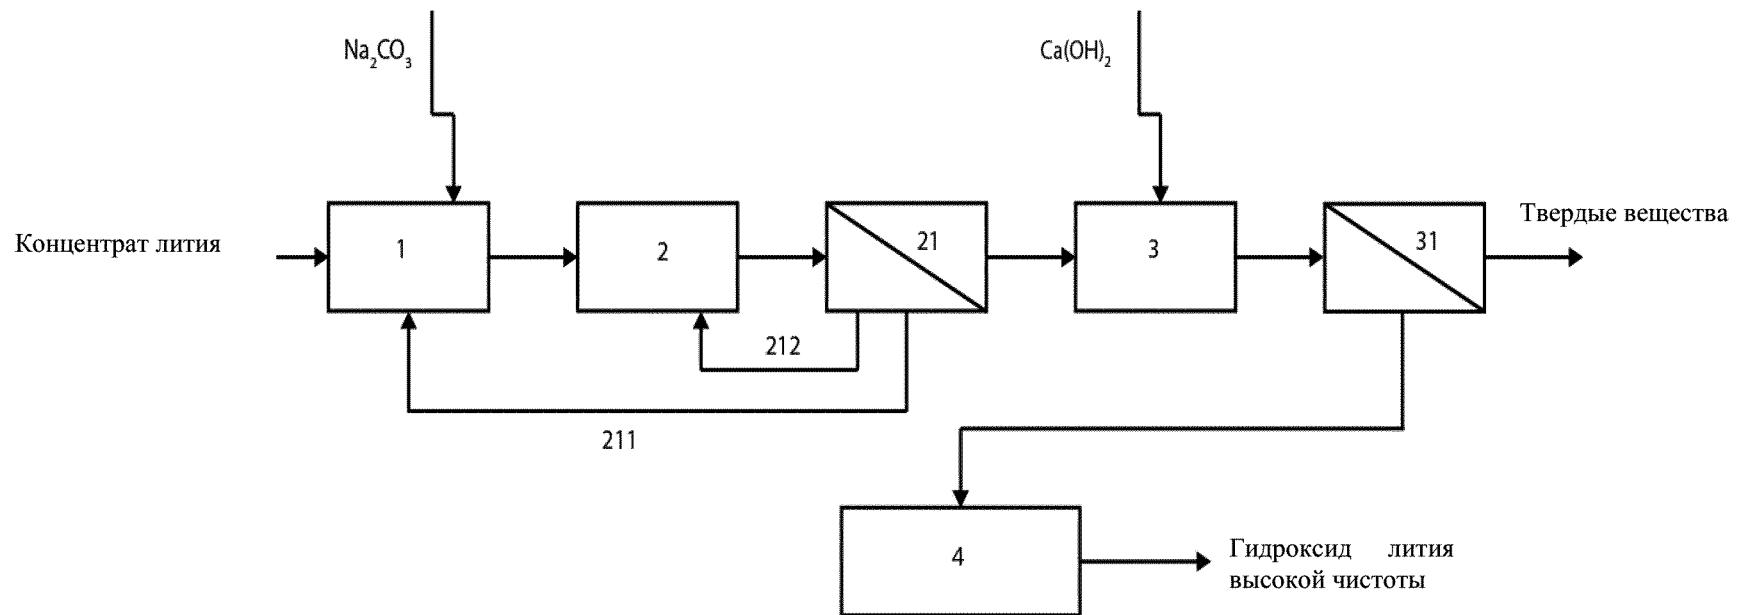 Na₂CO₃
Ca(OH)₂
Концентрат лития
1
2
21
3
31
Твердые вещества
212
211
4
Гидроксид лития
высокой чистоты